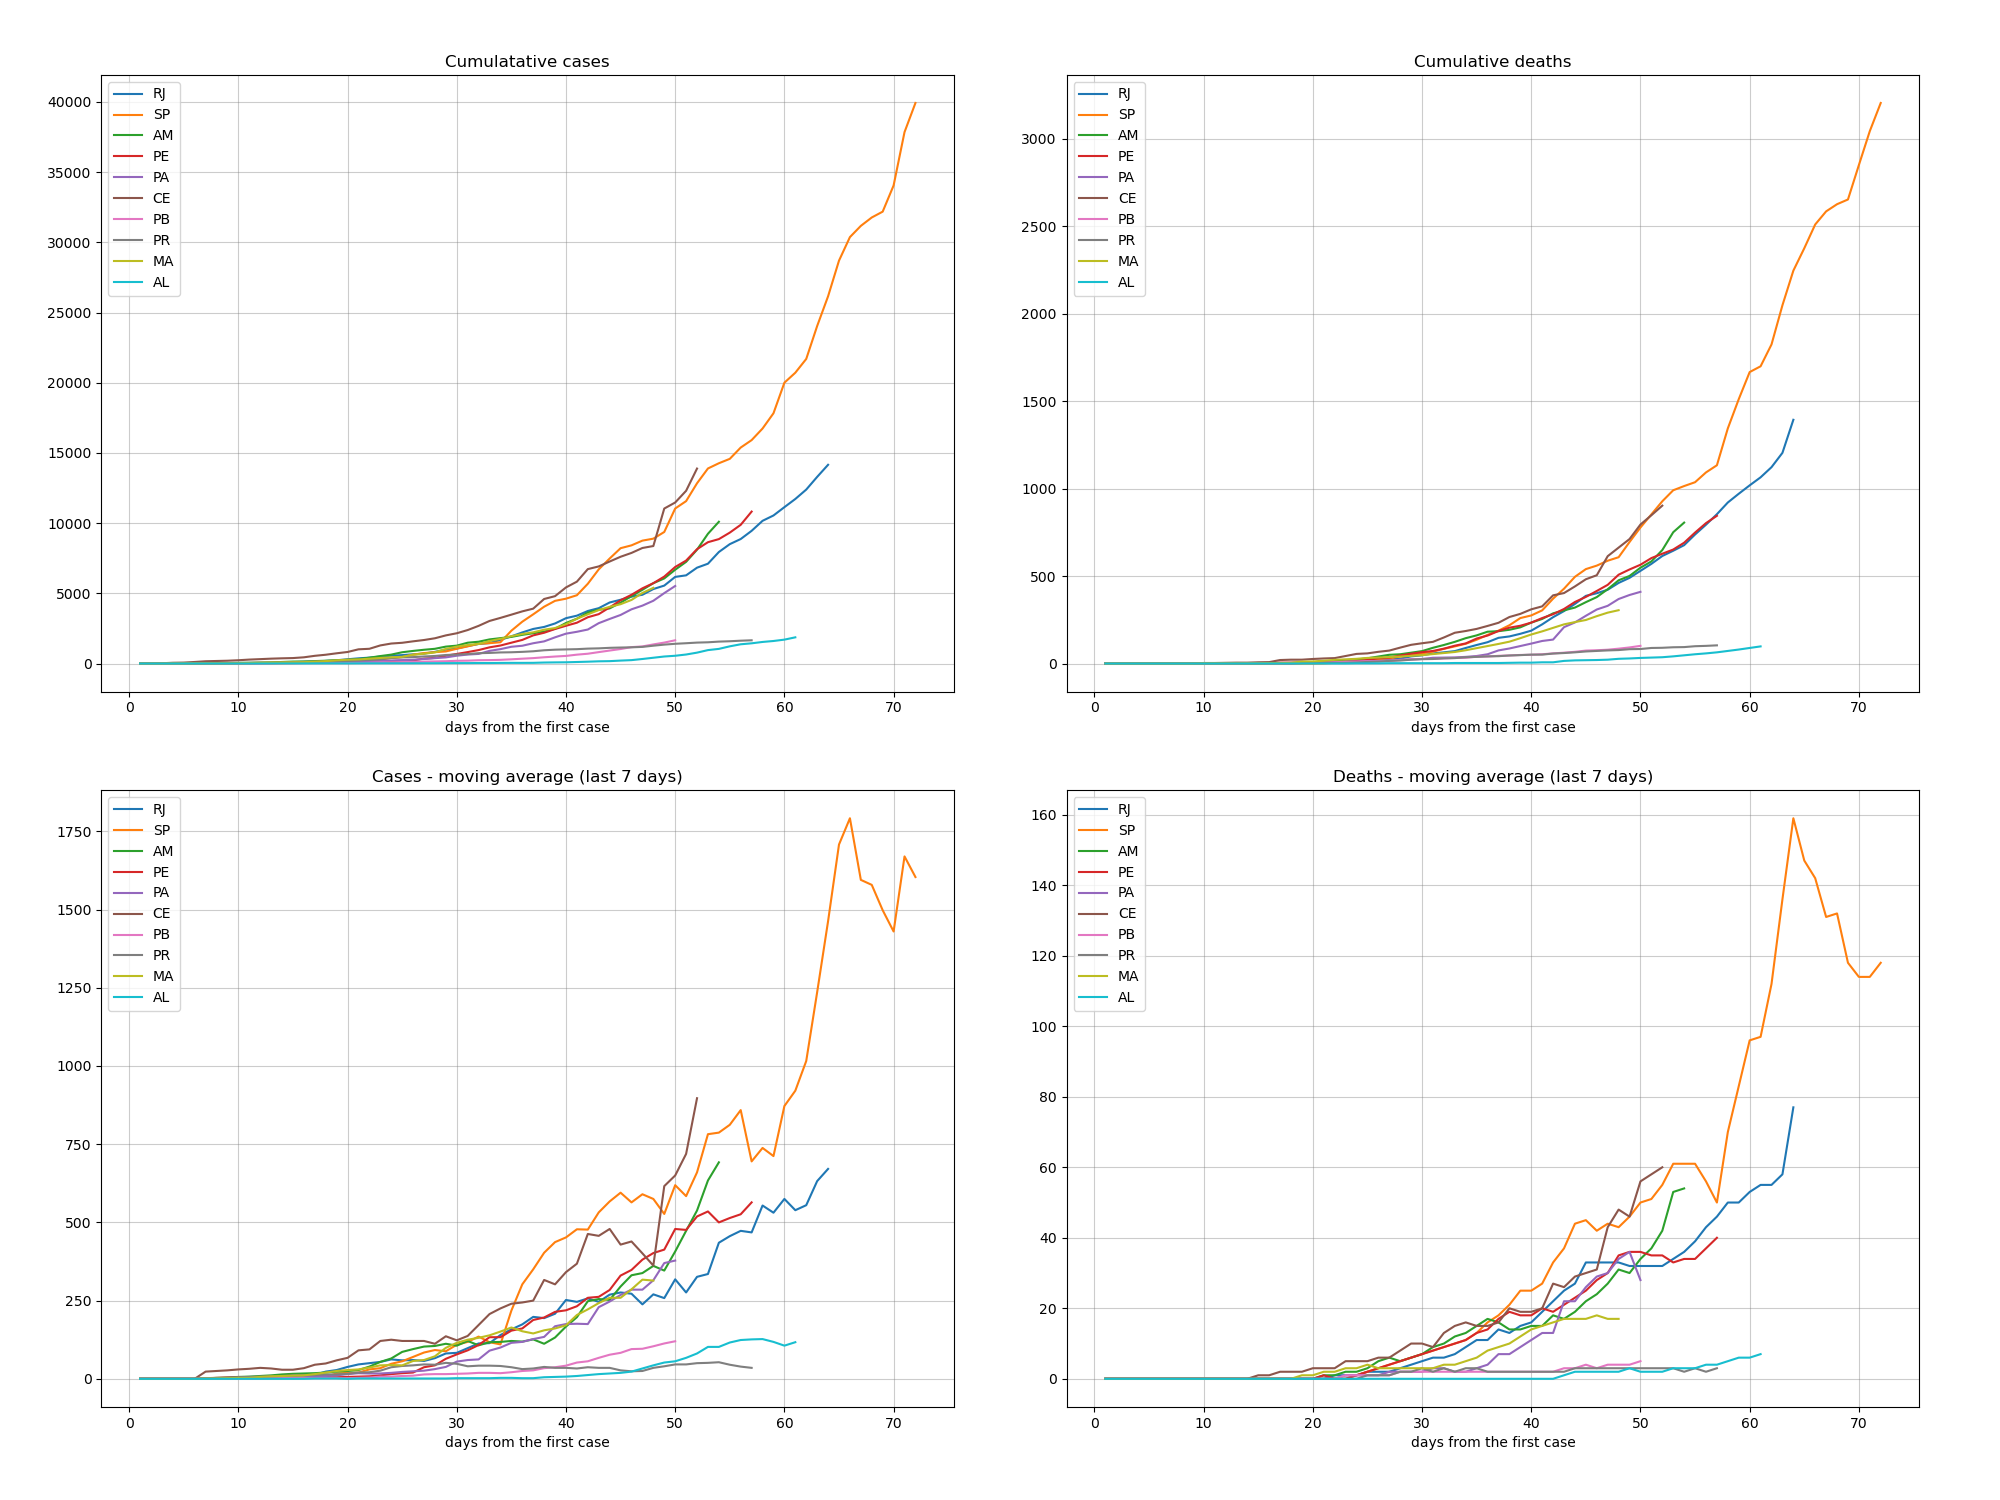 Cumulatative cases
RJ
SP
AM
PE
PA
CE
PB
PR
MA
AL
40000
35000
30000
25000
20000
15000
10000
5000
0
0 10 20 30 40 50 60 70
days from the first case
Cumulative deaths
RJ
SP
AM
PE
PA
CE
PB
PR
MA
AL
3000
2500
2000
1500
1000
500
0
0 10 20 30 40 50 60 70
days from the first case
Cases - moving average (last 7 days)
RJ
SP
AM
PE
PA
CE
PB
PR
MA
AL
1750
1500
1250
1000
750
500
250
0
0 10 20 30 40 50 60 70
days from the first case
Deaths - moving average (last 7 days)
RJ
SP
AM
PE
PA
CE
PB
PR
MA
AL
160
140
120
100
80
60
40
20
0
0 10 20 30 40 50 60 70
days from the first case